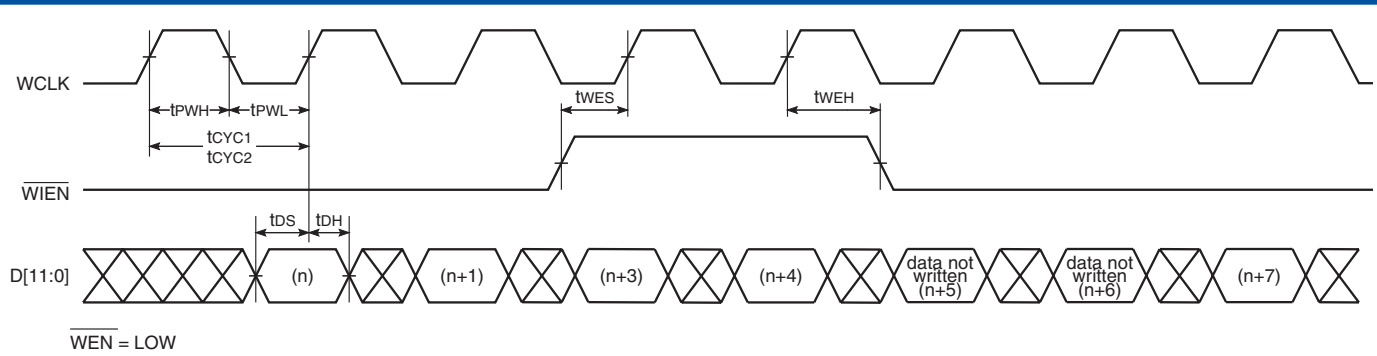 WCLK
tPWH
tPWL
tWES
tWEH
tCYC1
tCYC2
WIEN
tDS
tDH
D[11:0]
(n)
(n+1)
(n+3)
(n+4)
data not
written
(n+5)
data not
written
(n+6)
(n+7)
WEN = LOW